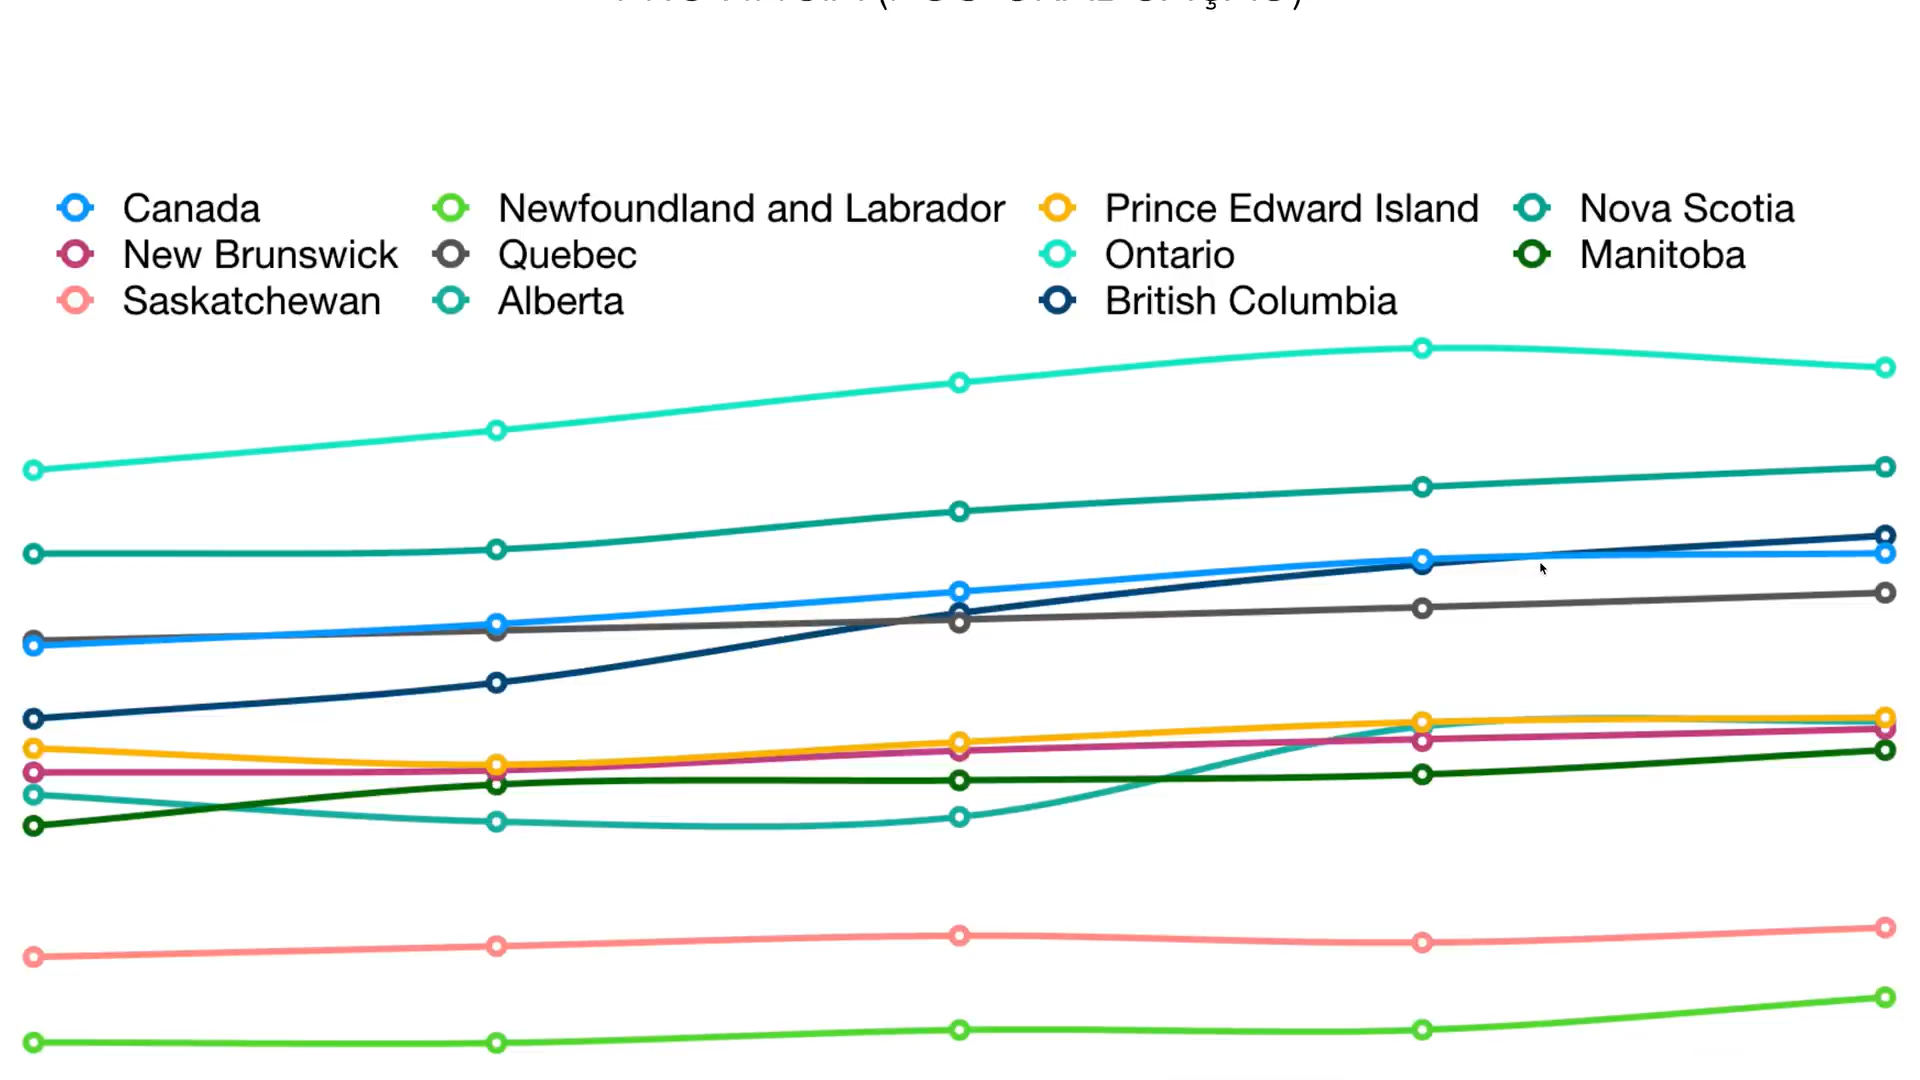 Canada Newfoundland and Labrador Prince Edward Island Nova Scotia
New Brunswick Quebec Ontario Manitoba
Saskatchewan Alberta British Columbia